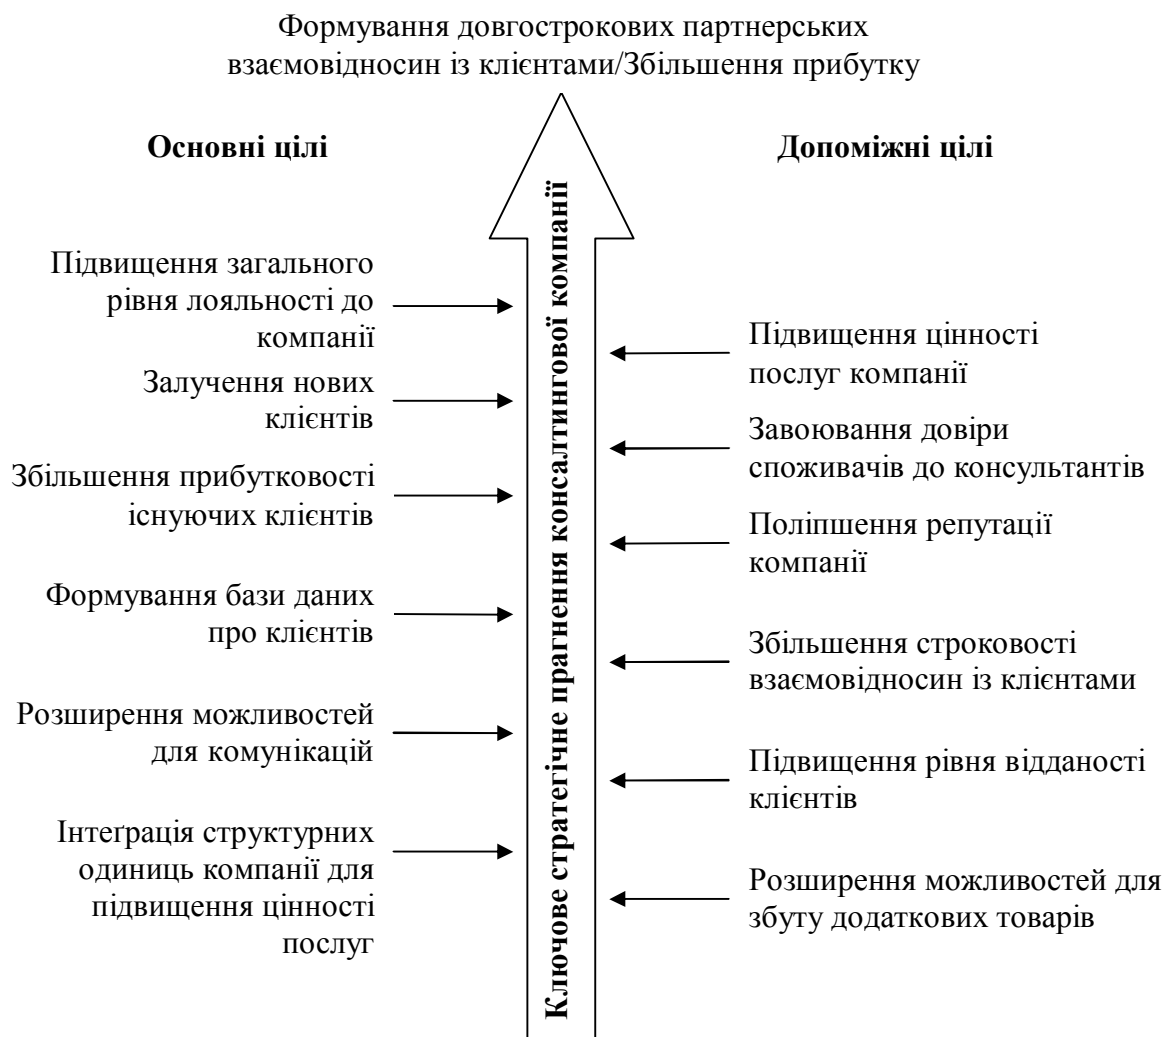 Формування довгострокових партнерських
взаємовідносин із клієнтами/Збільшення прибутку
Основні цілі
Підвищення загального
рівня лояльності до
компанії
Залучення нових
клієнтів
Збільшення прибутковості
існуючих клієнтів
Формування бази даних
про клієнтів
Розширення можливостей
для комунікацій
Інтеґрація структурних
одиниць компанії для
підвищення цінності
послуг
Ключове стратегічне прагнення консалтингової компанії
Допоміжні цілі
Підвищення цінності
послуг компанії
Завоювання довіри
споживачів до консультантів
Поліпшення репутації
компанії
Збільшення строковості
взаємовідносин із клієнтами
Підвищення рівня відданості
клієнтів
Розширення можливостей для
збуту додаткових товарів